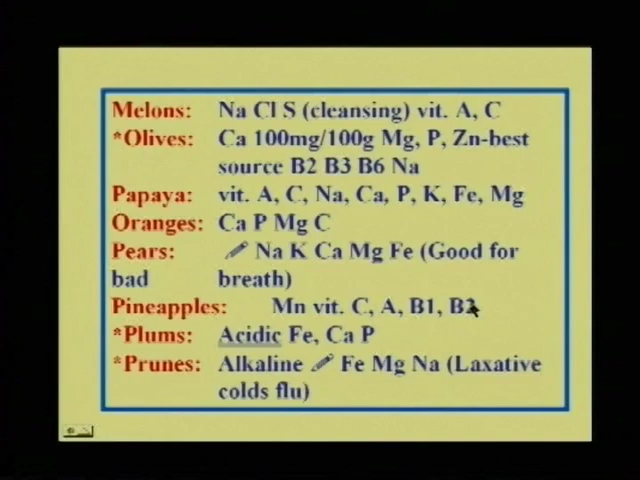 Melons: Na Cl S (cleansing) vit. A, C
*Olives: Ca 100mg/100g Mg, P, Zn-best
source B2 B3 B6 Na
Papaya: vit. A, C, Na, Ca, P, K, Fe, Mg
Oranges: Ca P Mg C
Pears: Na K Ca Mg Fe (Good for
bad breath)
Pineapples: Mn vit. C, A, B1, B2
*Plums: Acidic Fe, Ca P
*Prunes: Alkaline Fe Mg Na (Laxative
colds flu)